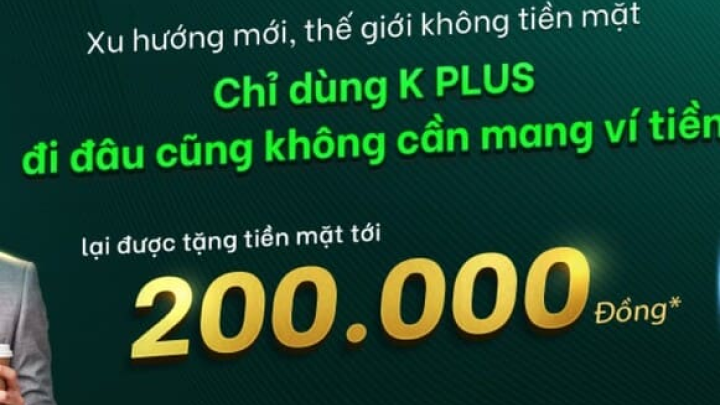 Xu hướng mới, thế giới không tiền mặt
Chỉ dùng K PLUS
đi đâu cũng không cần mang ví tiền
lại được tặng tiền mặt tới
200.000 Đồng*